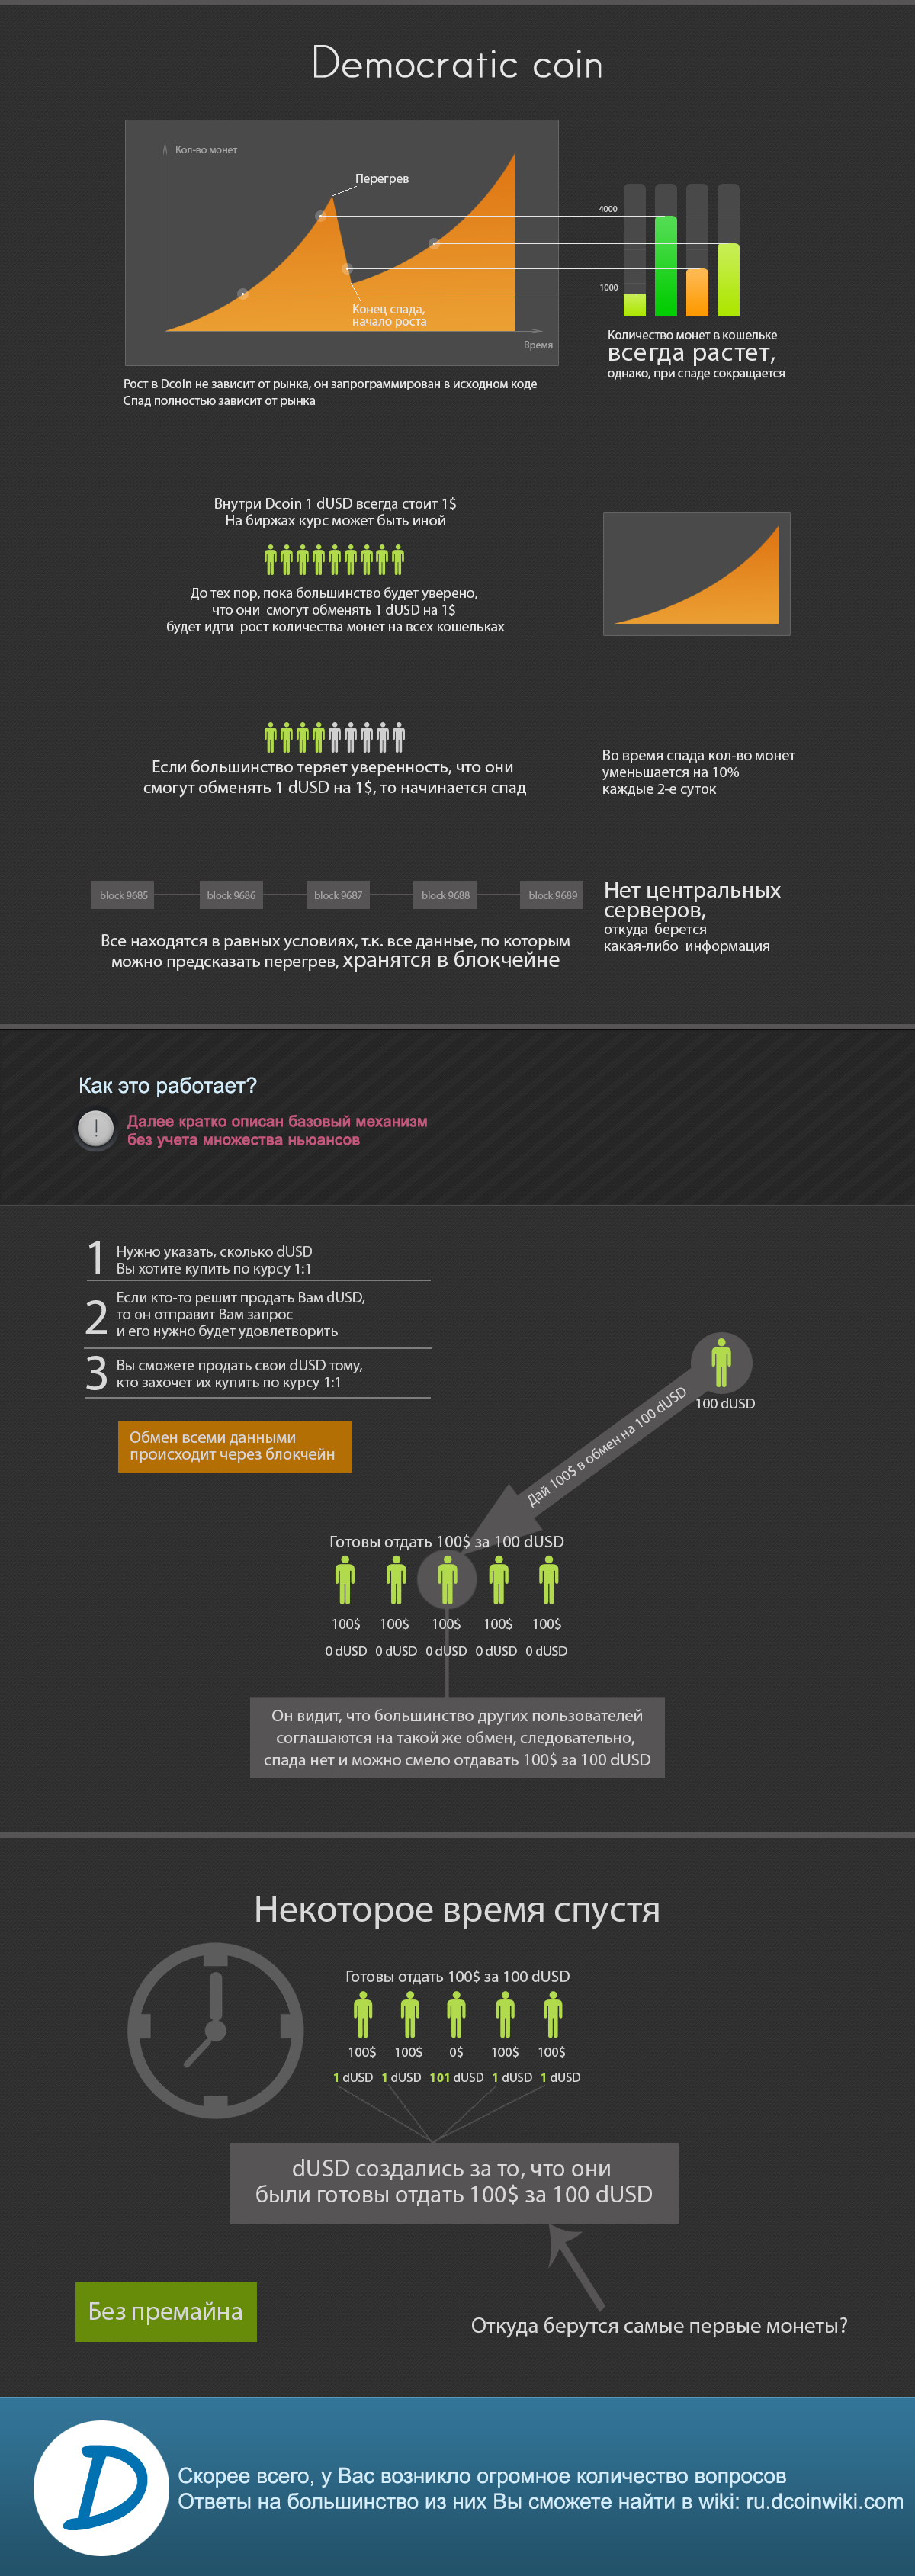 Democratic coin
Кол-во монет
Перегрев
Конец спада,
начало роста
Время
4000
1000
Количество монет в кошельке
всегда растет,
однако, при спаде сокращается
Рост в Dcoin не зависит от рынка, он запрограммирован в исходном коде
Спад полностью зависит от рынка
Внутри Dcoin 1 dUSD всегда стоит 1$
На биржах курс может быть иной
До тех пор, пока большинство будет уверено,
что они смогут обменять 1 dUSD на 1$
будет идти рост количества монет на всех кошельках
Если большинство теряет уверенность, что они
смогут обменять 1 dUSD на 1$, то начинается спад
Во время спада кол-во монет
уменьшается на 10%
каждые 2-е суток
block 9685
block 9686
block 9687
block 9688
block 9689
Все находятся в равных условиях, т.к. все данные, по которым
можно предсказать перегрев, хранятся в блокчейне
Нет центральных
серверов,
откуда берется
какая-либо информация
Как это работает?
!
Далее кратко описан базовый механизм
без учета множества ньюансов
1 Нужно указать, сколько dUSD
Вы хотите купить по курсу 1:1
2 Если кто-то решит продать Вам dUSD,
то он отправит Вам запрос
и его нужно будет удовлетворить
3 Вы сможете продать свои dUSD тому,
кто захочет их купить по курсу 1:1
Обмен всеми данными
происходит через блокчейн
100 dUSD
Дай 100$ в обмен на 100 dUSD
Готовы отдать 100$ за 100 dUSD
100$ 100$ 100$ 100$ 100$
0 dUSD 0 dUSD 0 dUSD 0 dUSD 0 dUSD
Он видит, что большинство других пользователей
соглашаются на такой же обмен, следовательно,
спада нет и можно смело отдавать 100$ за 100 dUSD
Некоторое время спустя
Готовы отдать 100$ за 100 dUSD
100$ 100$ 0$ 100$ 100$
1 dUSD 1 dUSD 101 dUSD 1 dUSD 1 dUSD
dUSD создались за то, что они
были готовы отдать 100$ за 100 dUSD
Без премайна
Откуда берутся самые первые монеты?
D
Скорее всего, у Вас возникло огромное количество вопросов
Ответы на большинство из них Вы сможете найти в wiki: ru.dcoinwiki.com